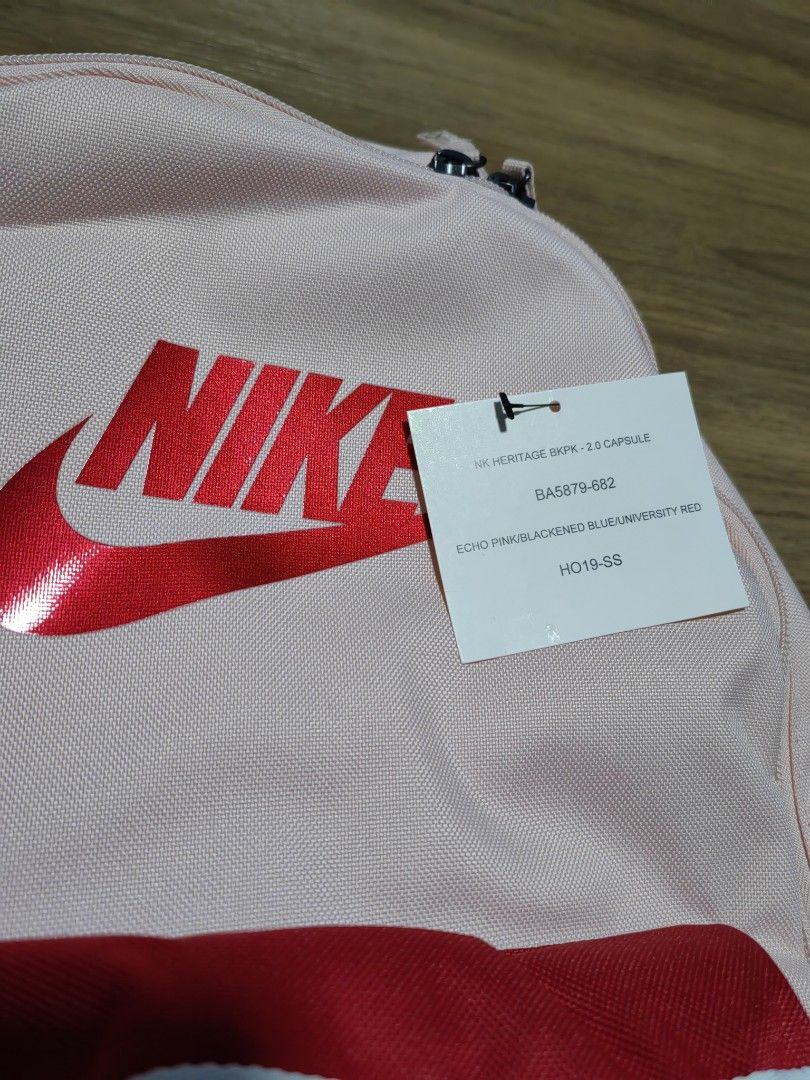 NIKE
NK HERITAGE BKPK - 2.0 CAPSULE
BA5879-682
ECHO PINK/BLACKENED BLUE/UNIVERSITY RED
HO19-SS